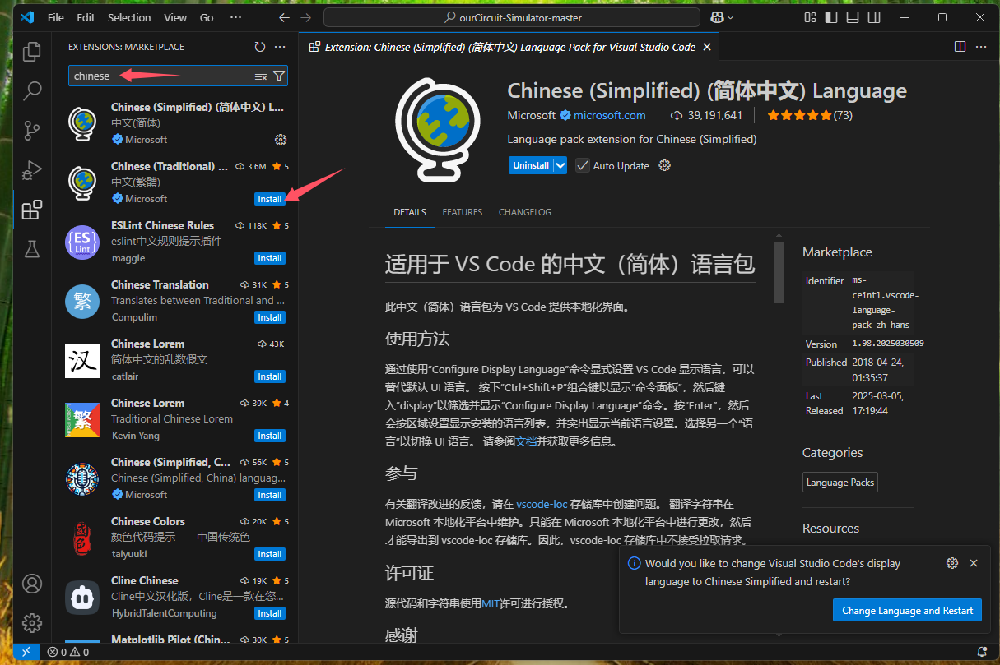 File Edit Selection View Go ···
ourCircuit-Simulator-master
EXTENSIONS: MARKETPLACE
chinese
Chinese (Simplified) (简体中文) L...
中文(简体)
Microsoft
Chinese (Traditional) ... 3.6M 5
中文(繁體)
Microsoft Install
ESLint Chinese Rules 118K 5
eslint中文规则提示插件
maggie Install
Chinese Translation 31K 5
Translates between Traditional and ...
Compulim Install
Chinese Lorem 43K
简体中文的乱数假文
catlair Install
Chinese Lorem 39K 4
Traditional Chinese Lorem
Kevin Yang Install
Chinese (Simplified, C... 56K 5
Chinese (Simplified, China) languag...
Microsoft Install
Chinese Colors 20K 5
颜色代码提示——中国传统色
taiyuuki Install
Cline Chinese 19K 5
Cline中文汉化版，Cline是一款在您...
HybridTalentComputing Install
Matplotlib Pilot (Chin... 30K 5
ES
Lint
繁
汉
繁
國色
Extension: Chinese (Simplified) (简体中文) Language Pack for Visual Studio Code
Chinese (Simplified) (简体中文) Language
Microsoft microsoft.com 39,191,641 (73)
Language pack extension for Chinese (Simplified)
Uninstall Auto Update
DETAILS FEATURES CHANGELOG
适用于 VS Code 的中文（简体）语言包
此中文（简体）语言包为 VS Code 提供本地化界面。
使用方法
通过使用“Configure Display Language”命令显式设置 VS Code 显示语言，可以
替代默认 UI 语言。 按下“Ctrl+Shift+P”组合键以显示“命令面板”，然后键
入“display”以筛选并显示“Configure Display Language”命令。按“Enter”，然后
会按区域设置显示安装的语言列表，并突出显示当前语言设置。选择另一个“语
言”以切换 UI 语言。 请参阅文档并获取更多信息。
参与
有关翻译改进的反馈，请在 vscode-loc 存储库中创建问题。 翻译字符串在
Microsoft 本地化平台中维护。只能在 Microsoft 本地化平台中进行更改，然后
才能导出到 vscode-loc 存储库。因此，vscode-loc 存储库中不接受拉取请求。
许可证
源代码和字符串使用MIT许可进行授权。
感谢
Marketplace
Identifier ms-
ceintl.vscode-
language-
pack-zh-hans
Version 1.98.2025030509
Published 2018-04-24,
01:35:37
Last 2025-03-05,
Released 17:19:44
Categories
Language Packs
Resources
Would you like to change Visual Studio Code's display
language to Chinese Simplified and restart?
Change Language and Restart
0 0